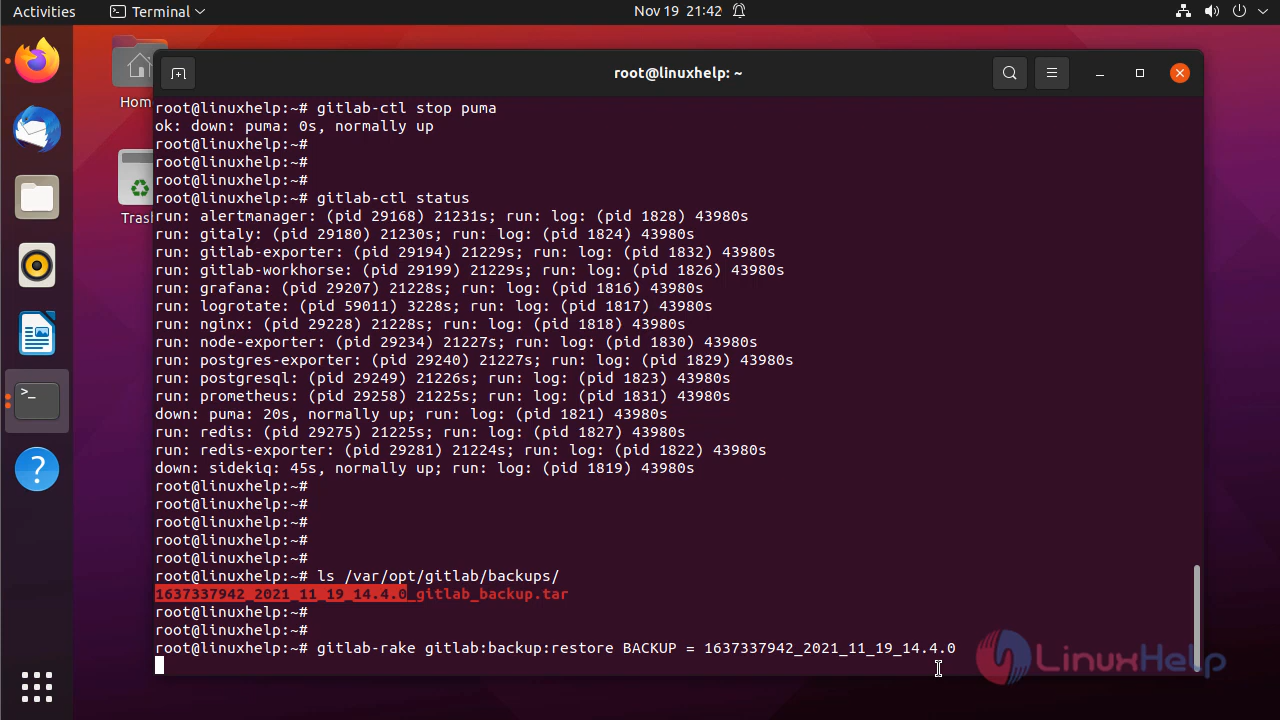 Activities Terminal Nov 19 21:42
root@linuxhelp: ~
Home
Trash
root@linuxhelp:~# gitlab-ctl stop puma
ok: down: puma: 0s, normally up
root@linuxhelp:~#
root@linuxhelp:~#
root@linuxhelp:~#
root@linuxhelp:~# gitlab-ctl status
run: alertmanager: (pid 29168) 21231s; run: log: (pid 1828) 43980s
run: gitaly: (pid 29180) 21230s; run: log: (pid 1824) 43980s
run: gitlab-exporter: (pid 29194) 21229s; run: log: (pid 1832) 43980s
run: gitlab-workhorse: (pid 29199) 21229s; run: log: (pid 1826) 43980s
run: grafana: (pid 29207) 21228s; run: log: (pid 1816) 43980s
run: logrotate: (pid 59011) 3228s; run: log: (pid 1817) 43980s
run: nginx: (pid 29228) 21228s; run: log: (pid 1818) 43980s
run: node-exporter: (pid 29234) 21227s; run: log: (pid 1830) 43980s
run: postgres-exporter: (pid 29240) 21227s; run: log: (pid 1829) 43980s
run: postgresql: (pid 29249) 21226s; run: log: (pid 1823) 43980s
run: prometheus: (pid 29258) 21225s; run: log: (pid 1831) 43980s
down: puma: 20s, normally up; run: log: (pid 1821) 43980s
run: redis: (pid 29275) 21225s; run: log: (pid 1827) 43980s
run: redis-exporter: (pid 29281) 21224s; run: log: (pid 1822) 43980s
down: sidekiq: 45s, normally up; run: log: (pid 1819) 43980s
root@linuxhelp:~#
root@linuxhelp:~#
root@linuxhelp:~#
root@linuxhelp:~#
root@linuxhelp:~#
root@linuxhelp:~# ls /var/opt/gitlab/backups/
1637337942_2021_11_19_14.4.0_gitlab_backup.tar
root@linuxhelp:~#
root@linuxhelp:~#
root@linuxhelp:~# gitlab-rake gitlab:backup:restore BACKUP = 1637337942_2021_11_19_14.4.0
LinuxHelp